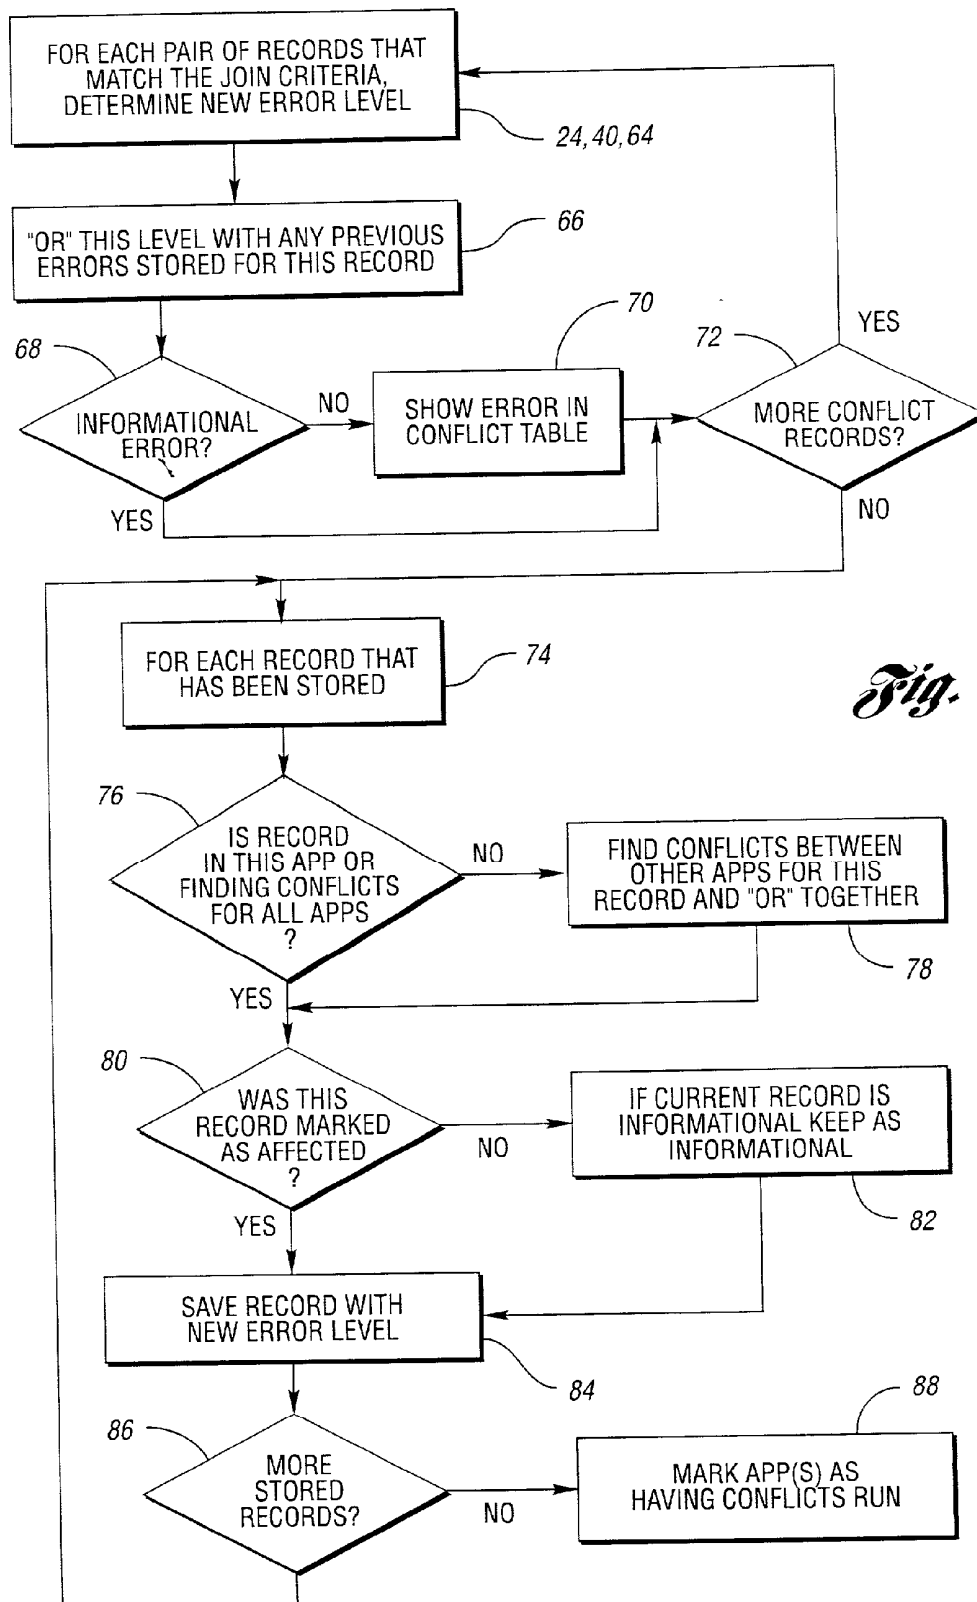 FOR EACH PAIR OF RECORDS THAT
MATCH THE JOIN CRITERIA,
DETERMINE NEW ERROR LEVEL
24, 40, 64
"OR" THIS LEVEL WITH ANY PREVIOUS
ERRORS STORED FOR THIS RECORD
66
68
INFORMATIONAL
ERROR?
NO
YES
70
SHOW ERROR IN
CONFLICT TABLE
72
YES
MORE CONFLICT
RECORDS?
NO
FOR EACH RECORD THAT
HAS BEEN STORED
74
Fig.
76
IS RECORD
IN THIS APP OR
FINDING CONFLICTS
FOR ALL APPS
?
NO
YES
FIND CONFLICTS BETWEEN
OTHER APPS FOR THIS
RECORD AND "OR" TOGETHER
78
80
WAS THIS
RECORD MARKED
AS AFFECTED
?
NO
YES
IF CURRENT RECORD IS
INFORMATIONAL KEEP AS
INFORMATIONAL
82
SAVE RECORD WITH
NEW ERROR LEVEL
84
86
MORE
STORED
RECORDS?
NO
88
MARK APP(S) AS
HAVING CONFLICTS RUN